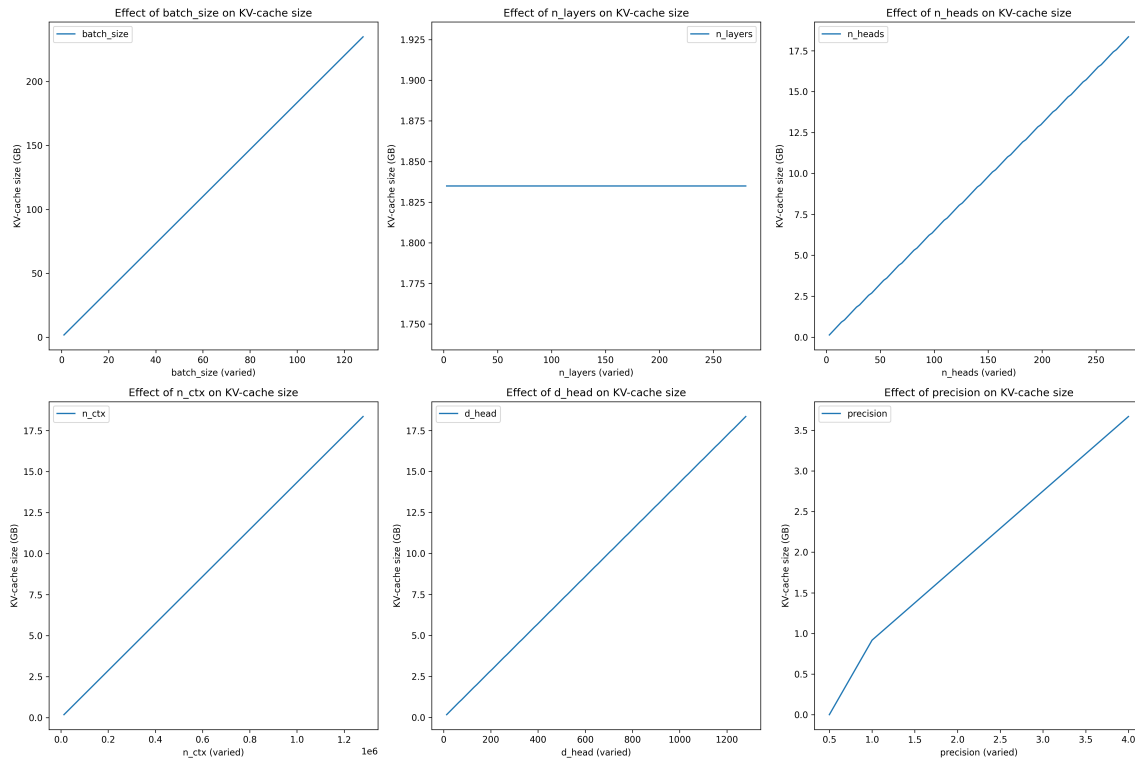 Effect of batch_size on KV-cache size
batch_size
KV-cache size (GB)
200
150
100
50
0
0 20 40 60 80 100 120
batch_size (varied)
Effect of n_layers on KV-cache size
n_layers
KV-cache size (GB)
1.925
1.900
1.875
1.850
1.825
1.800
1.775
1.750
0 50 100 150 200 250
n_layers (varied)
Effect of n_heads on KV-cache size
n_heads
KV-cache size (GB)
17.5
15.0
12.5
10.0
7.5
5.0
2.5
0.0
0 50 100 150 200 250
n_heads (varied)
Effect of n_ctx on KV-cache size
n_ctx
KV-cache size (GB)
17.5
15.0
12.5
10.0
7.5
5.0
2.5
0.0
0.0 0.2 0.4 0.6 0.8 1.0 1.2
1e6
n_ctx (varied)
Effect of d_head on KV-cache size
d_head
KV-cache size (GB)
17.5
15.0
12.5
10.0
7.5
5.0
2.5
0.0
0 200 400 600 800 1000 1200
d_head (varied)
Effect of precision on KV-cache size
precision
KV-cache size (GB)
3.5
3.0
2.5
2.0
1.5
1.0
0.5
0.0
0.5 1.0 1.5 2.0 2.5 3.0 3.5 4.0
precision (varied)